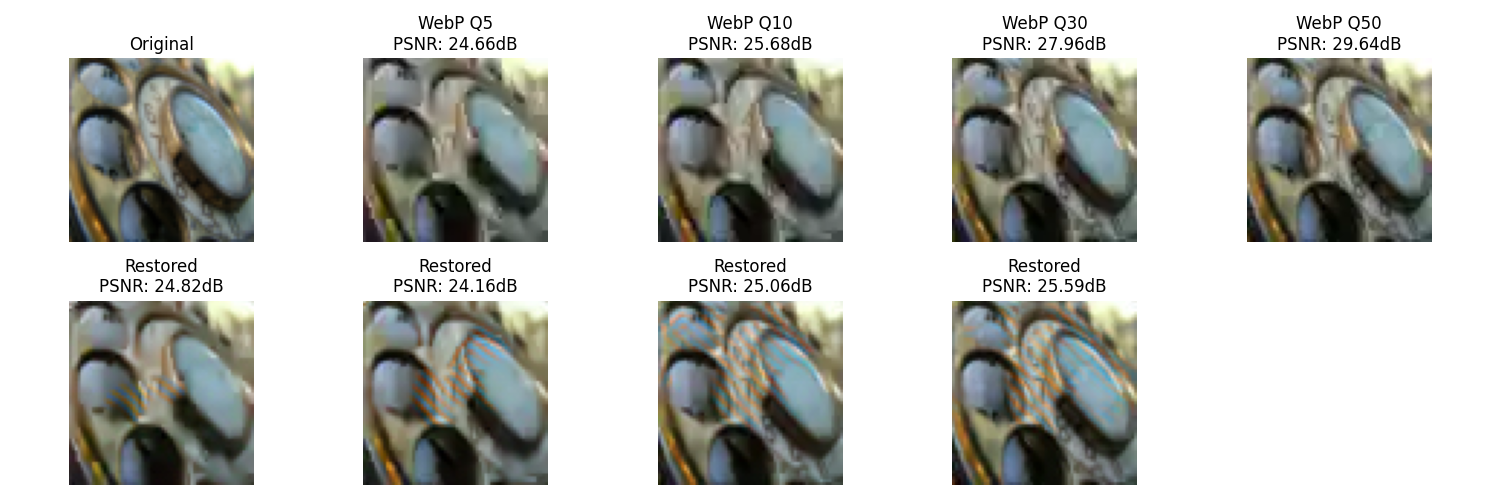 Original
WebP Q5
PSNR: 24.66dB
WebP Q10
PSNR: 25.68dB
WebP Q30
PSNR: 27.96dB
WebP Q50
PSNR: 29.64dB
Restored
PSNR: 24.82dB
Restored
PSNR: 24.16dB
Restored
PSNR: 25.06dB
Restored
PSNR: 25.59dB